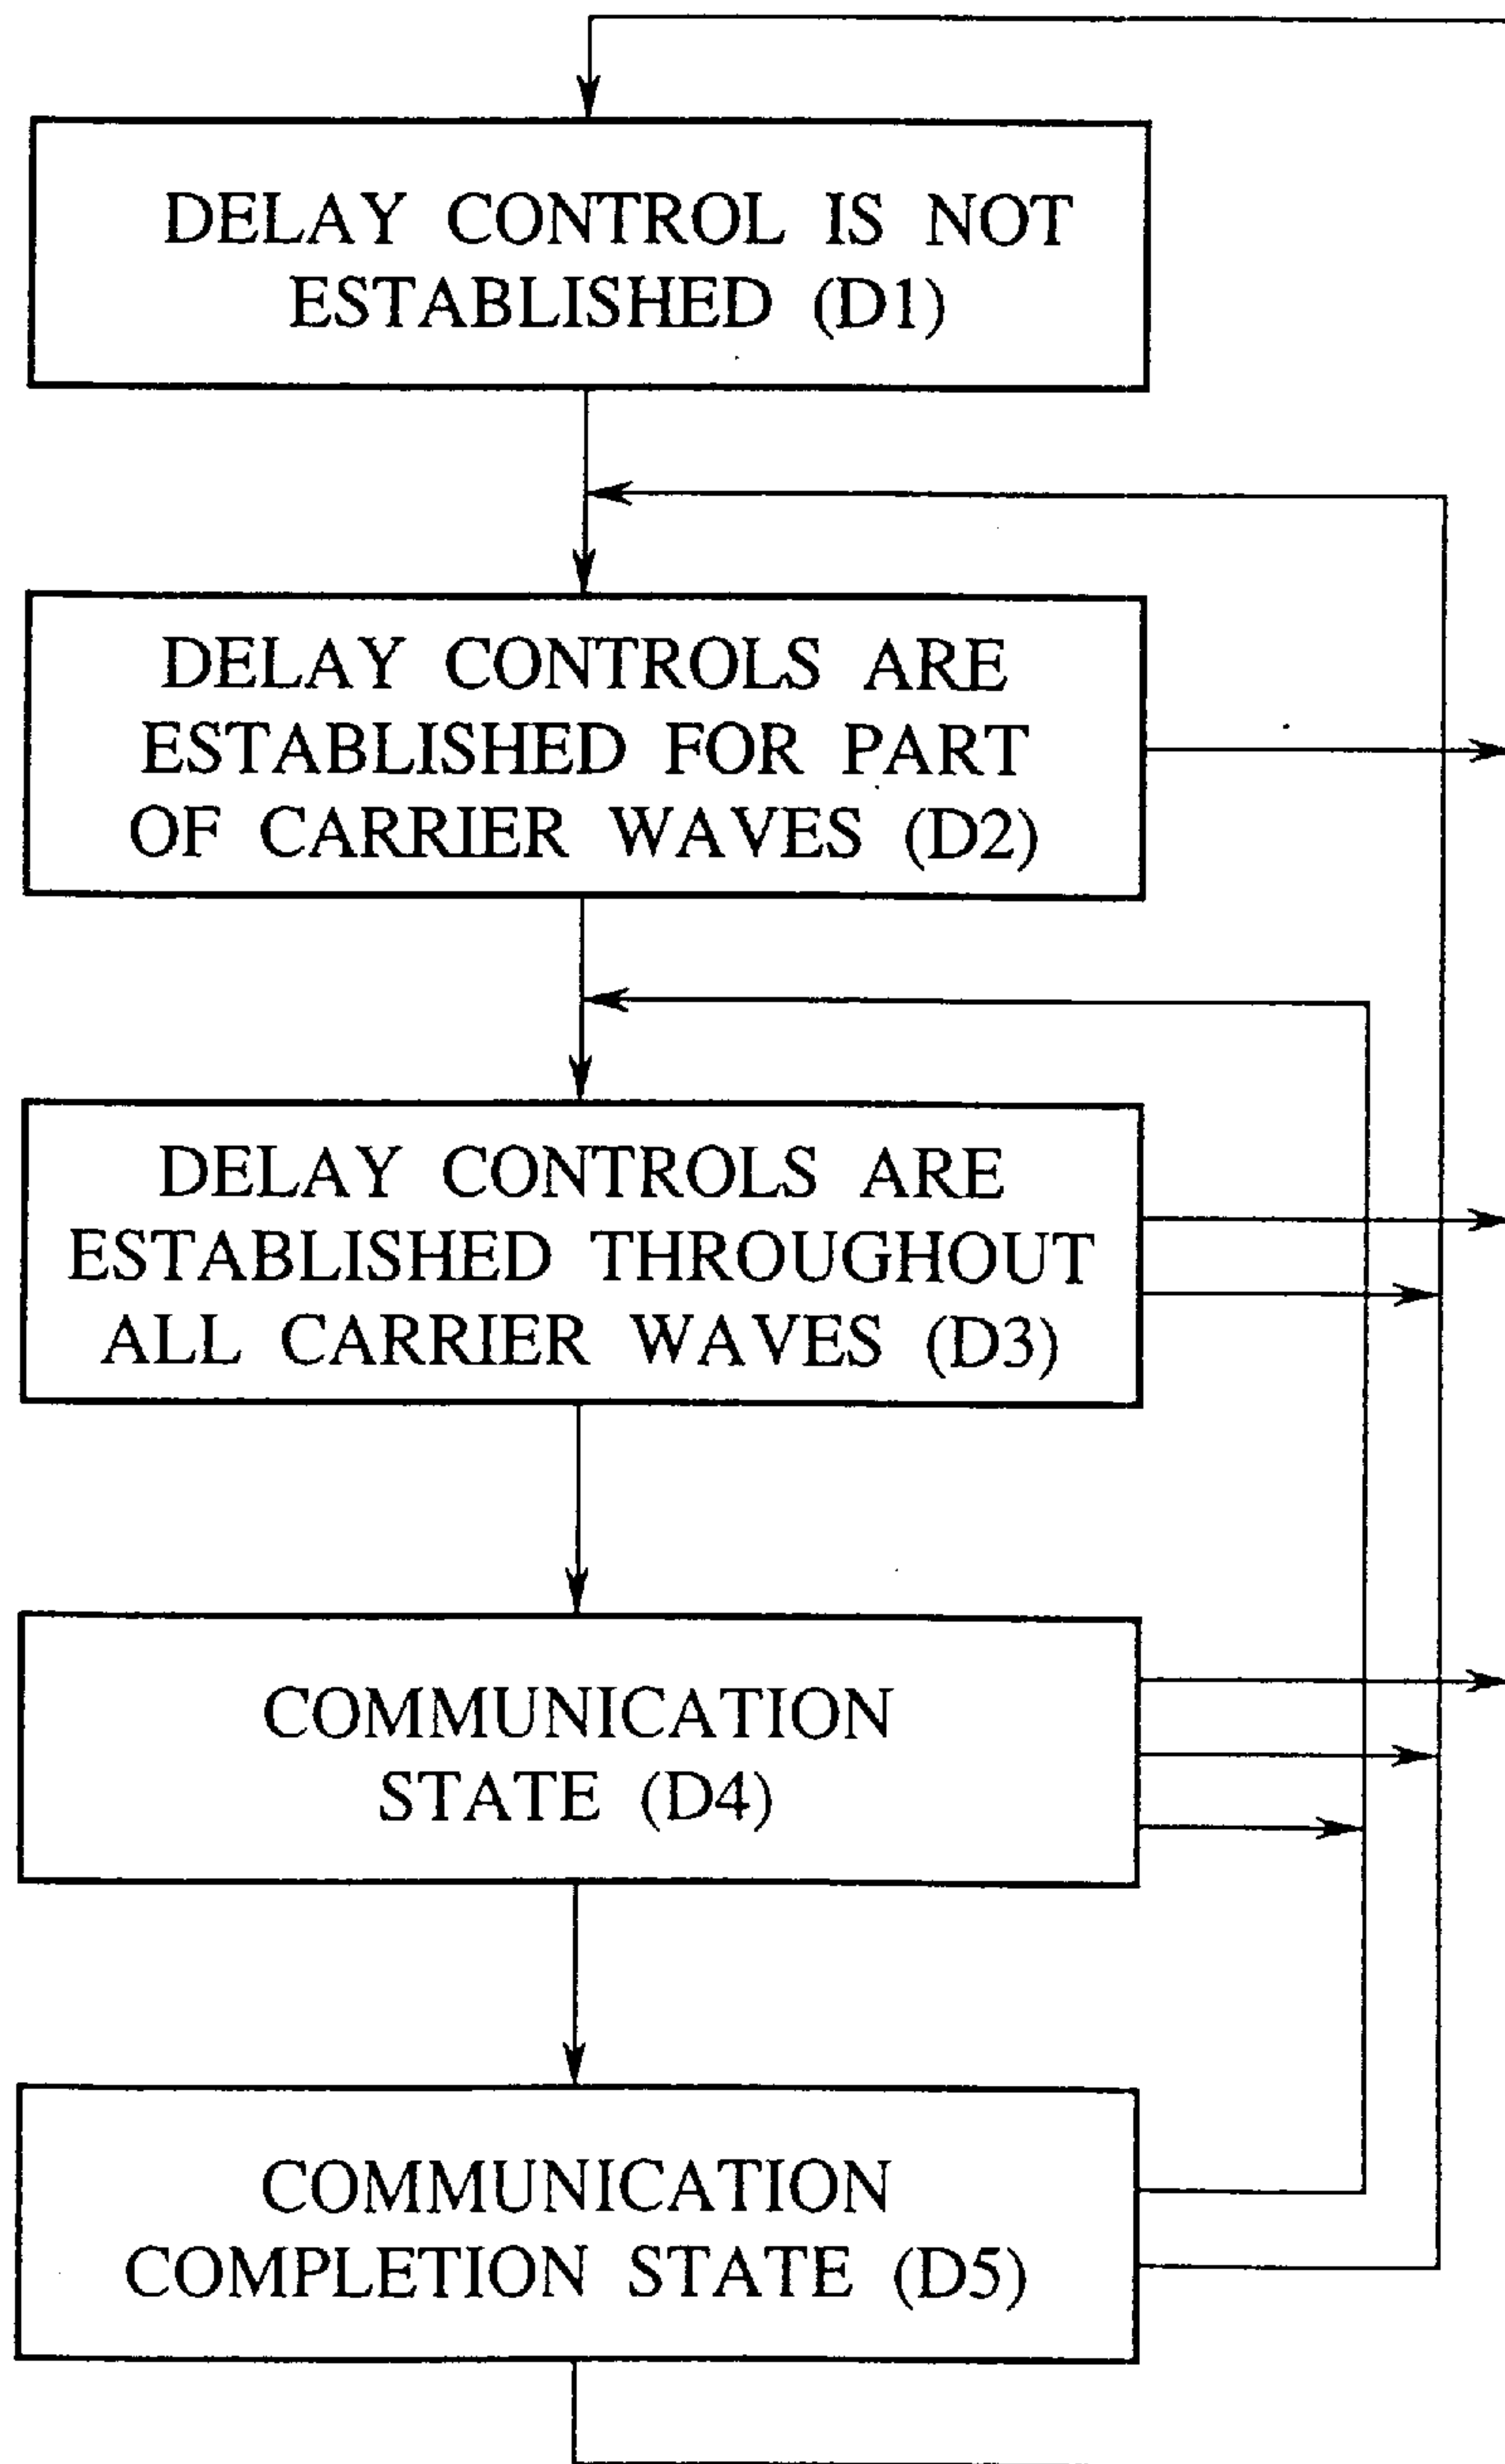 DELAY CONTROL IS NOT
ESTABLISHED (D1)
DELAY CONTROLS ARE
ESTABLISHED FOR PART
OF CARRIER WAVES (D2)
DELAY CONTROLS ARE
ESTABLISHED THROUGHOUT
ALL CARRIER WAVES (D3)
COMMUNICATION
STATE (D4)
COMMUNICATION
COMPLETION STATE (D5)